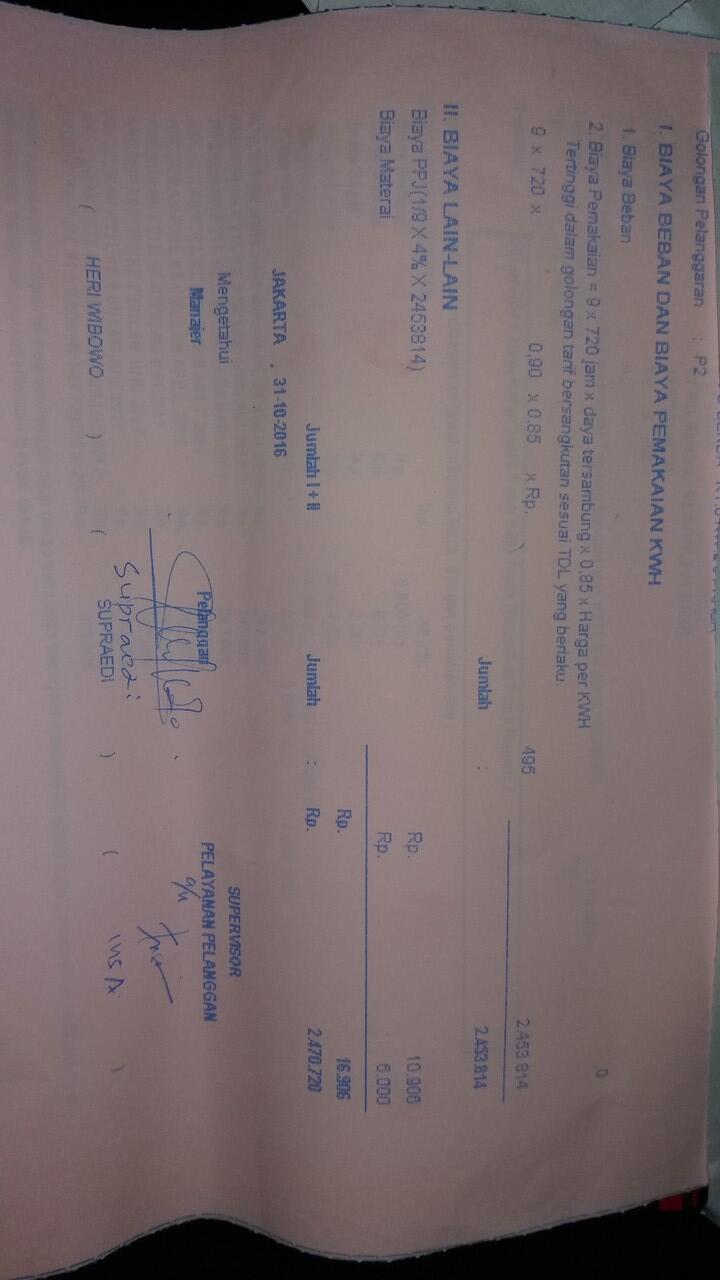 Golongan Pelanggaran : P2
I. BIAYA BEBAN DAN BIAYA PEMAKAIAN KWH
1. Biaya Beban 0
2. Biaya Pemakaian = 9 x 720 jam x daya tersambung x 0,85 x Harga per KWH
Tertinggi dalam golongan tarif bersangkutan sesuai TDL yang berlaku.
9 x 720 x 0,90 x 0.85 x Rp. 495 2.453.814
Jumlah : 2.453.814
II. BIAYA LAIN-LAIN
Biaya PPJ (1/9 X 4% X 2453814) Rp. 10.906
Biaya Materai Rp. 6.000
Jumlah : Rp. 16.906
Jumlah I + II Rp. 2.470.720
JAKARTA , 31-10-2016
Mengetahui
Manajer
Pelanggan
SUPERVISOR
PELAYANAN PELANGGAN
a/n
Supraedi
( HERI WIBOWO ) ( SUPRAEDI ) ( )